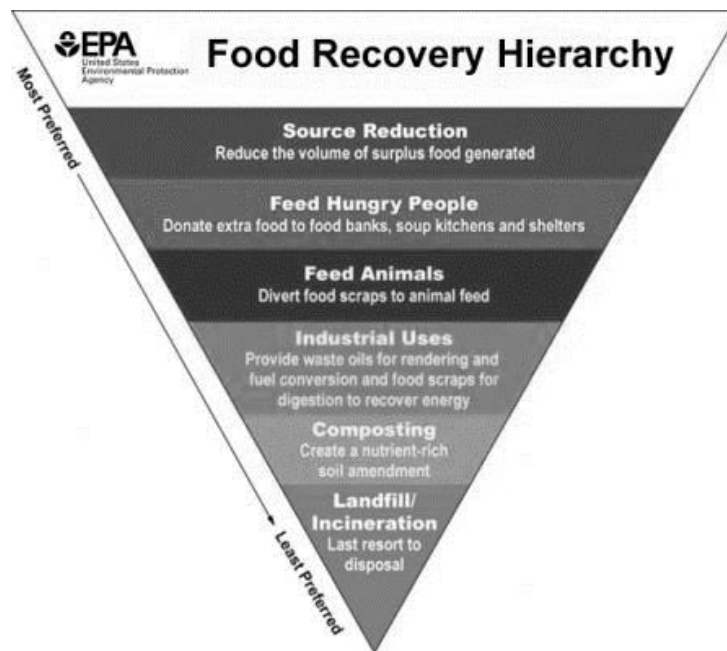 EPA
United States
Environmental Protection
Agency
Food Recovery Hierarchy
Most Preferred
Source Reduction
Reduce the volume of surplus food generated
Feed Hungry People
Donate extra food to food banks, soup kitchens and shelters
Feed Animals
Divert food scraps to animal feed
Industrial Uses
Provide waste oils for rendering and
fuel conversion and food scraps for
digestion to recover energy
Composting
Create a nutrient-rich
soil amendment
Landfill/
Incineration
Last resort to
disposal
Least Preferred